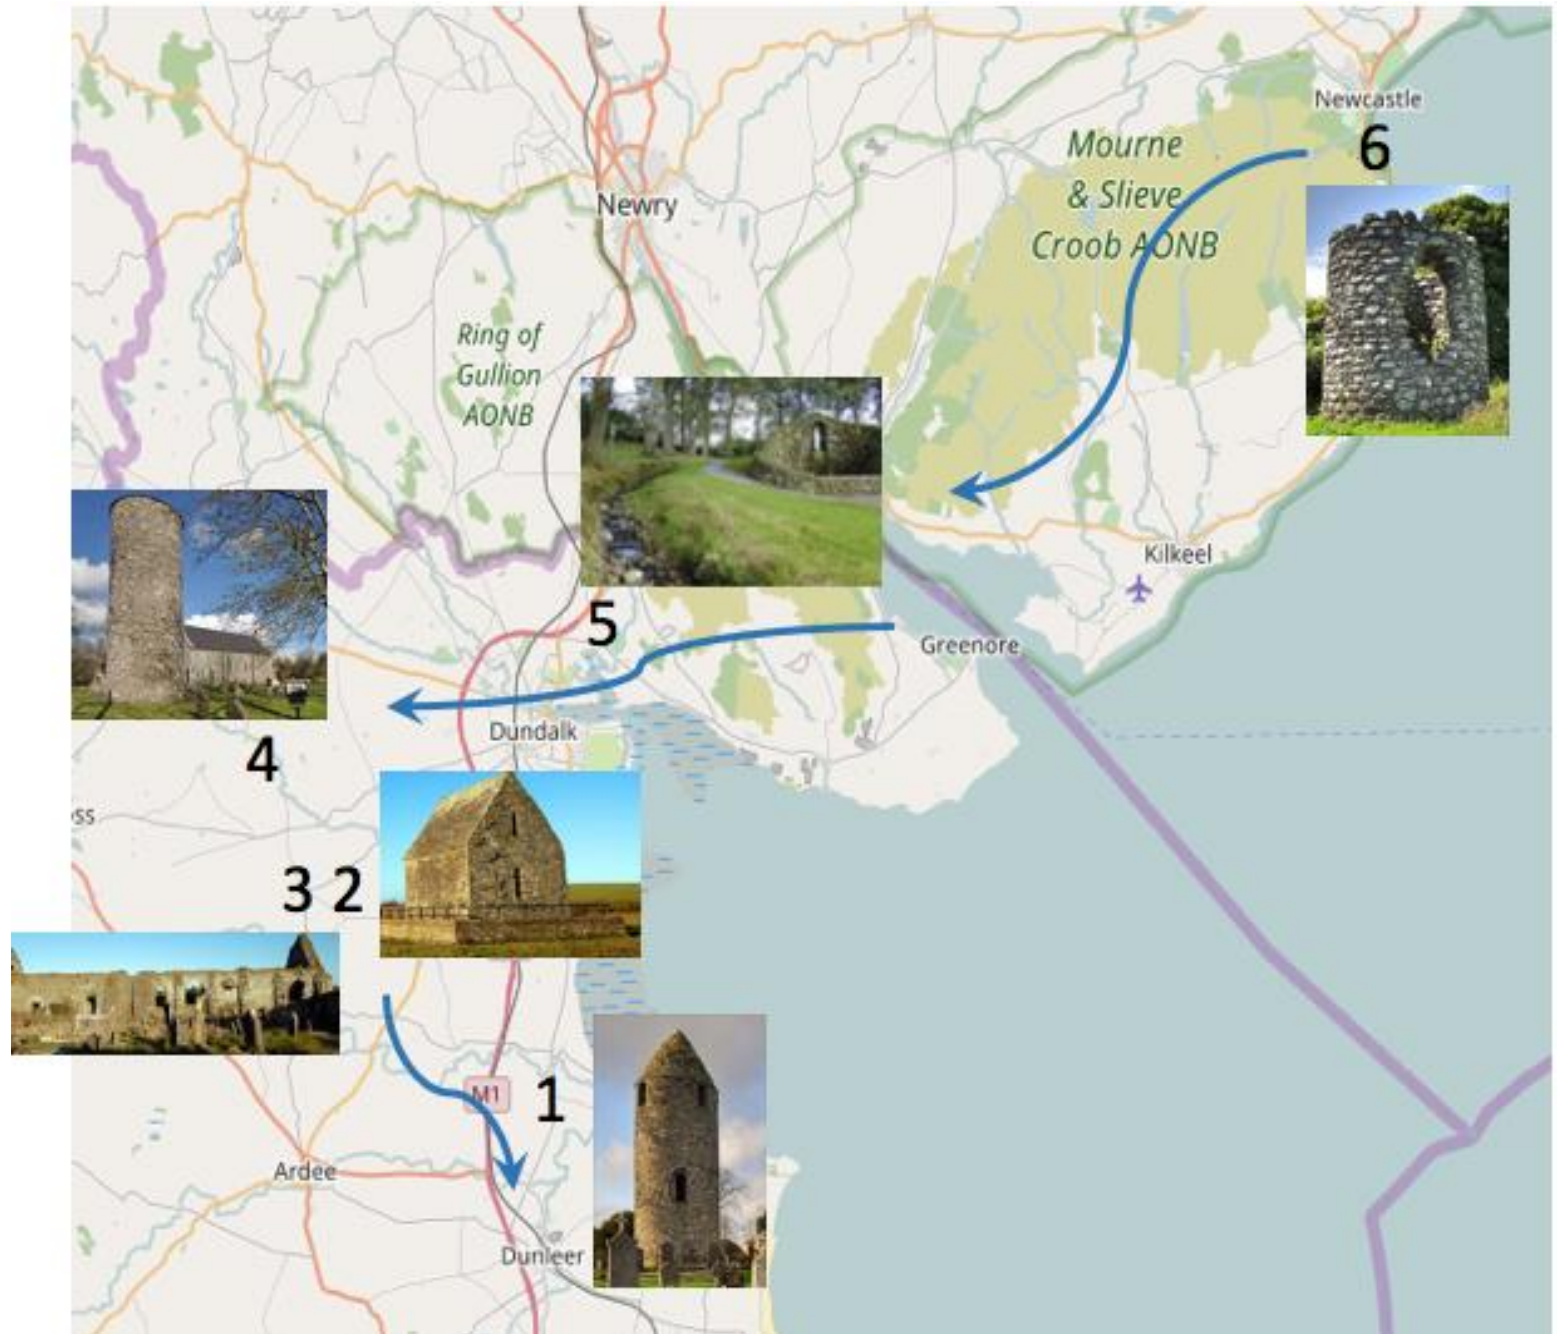 Newcastle
6
Mourne
& Slieve
Croob AONB
Newry
Ring of
Gullion
AONB
Kilkeel
5
Greenore
Dundalk
4
ss
3 2
M1
1
Ardee
Dunleer